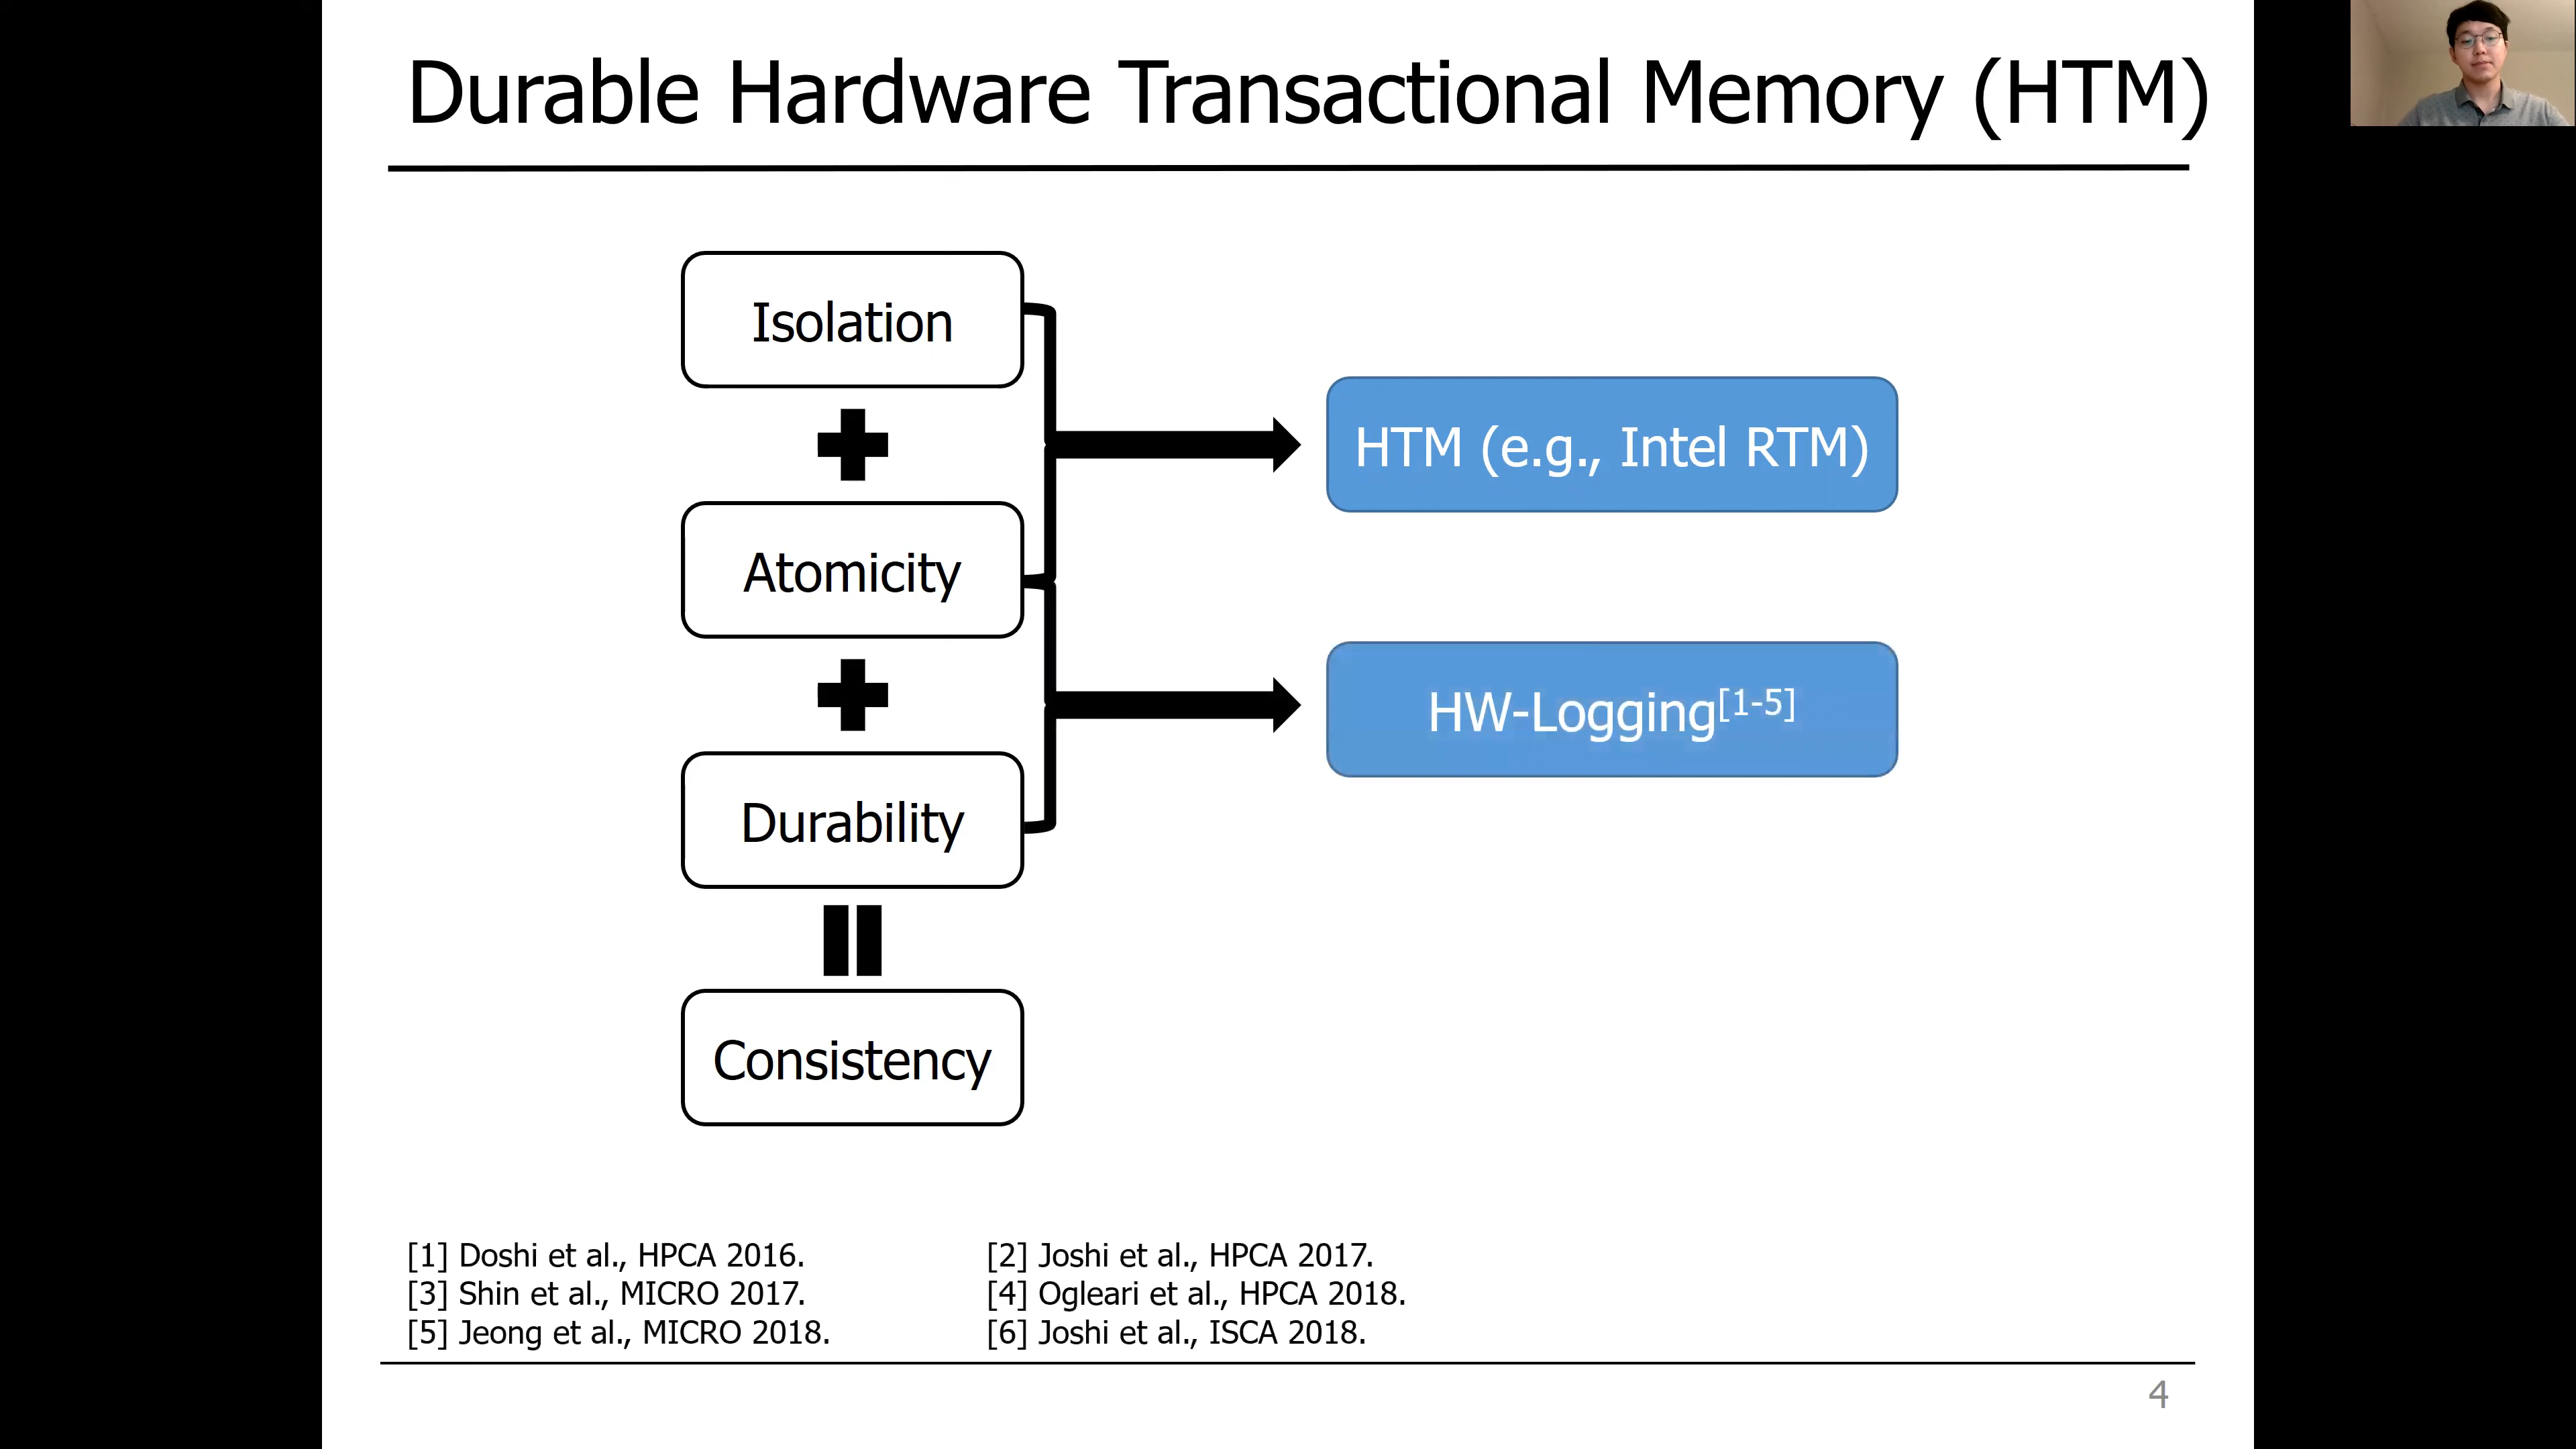 Durable Hardware Transactional Memory (HTM)
Isolation
Atomicity
Durability
Consistency
HTM (e.g., Intel RTM)
HW-Logging[1-5]
[1] Doshi et al., HPCA 2016.
[2] Joshi et al., HPCA 2017.
[3] Shin et al., MICRO 2017.
[4] Ogleari et al., HPCA 2018.
[5] Jeong et al., MICRO 2018.
[6] Joshi et al., ISCA 2018.
4